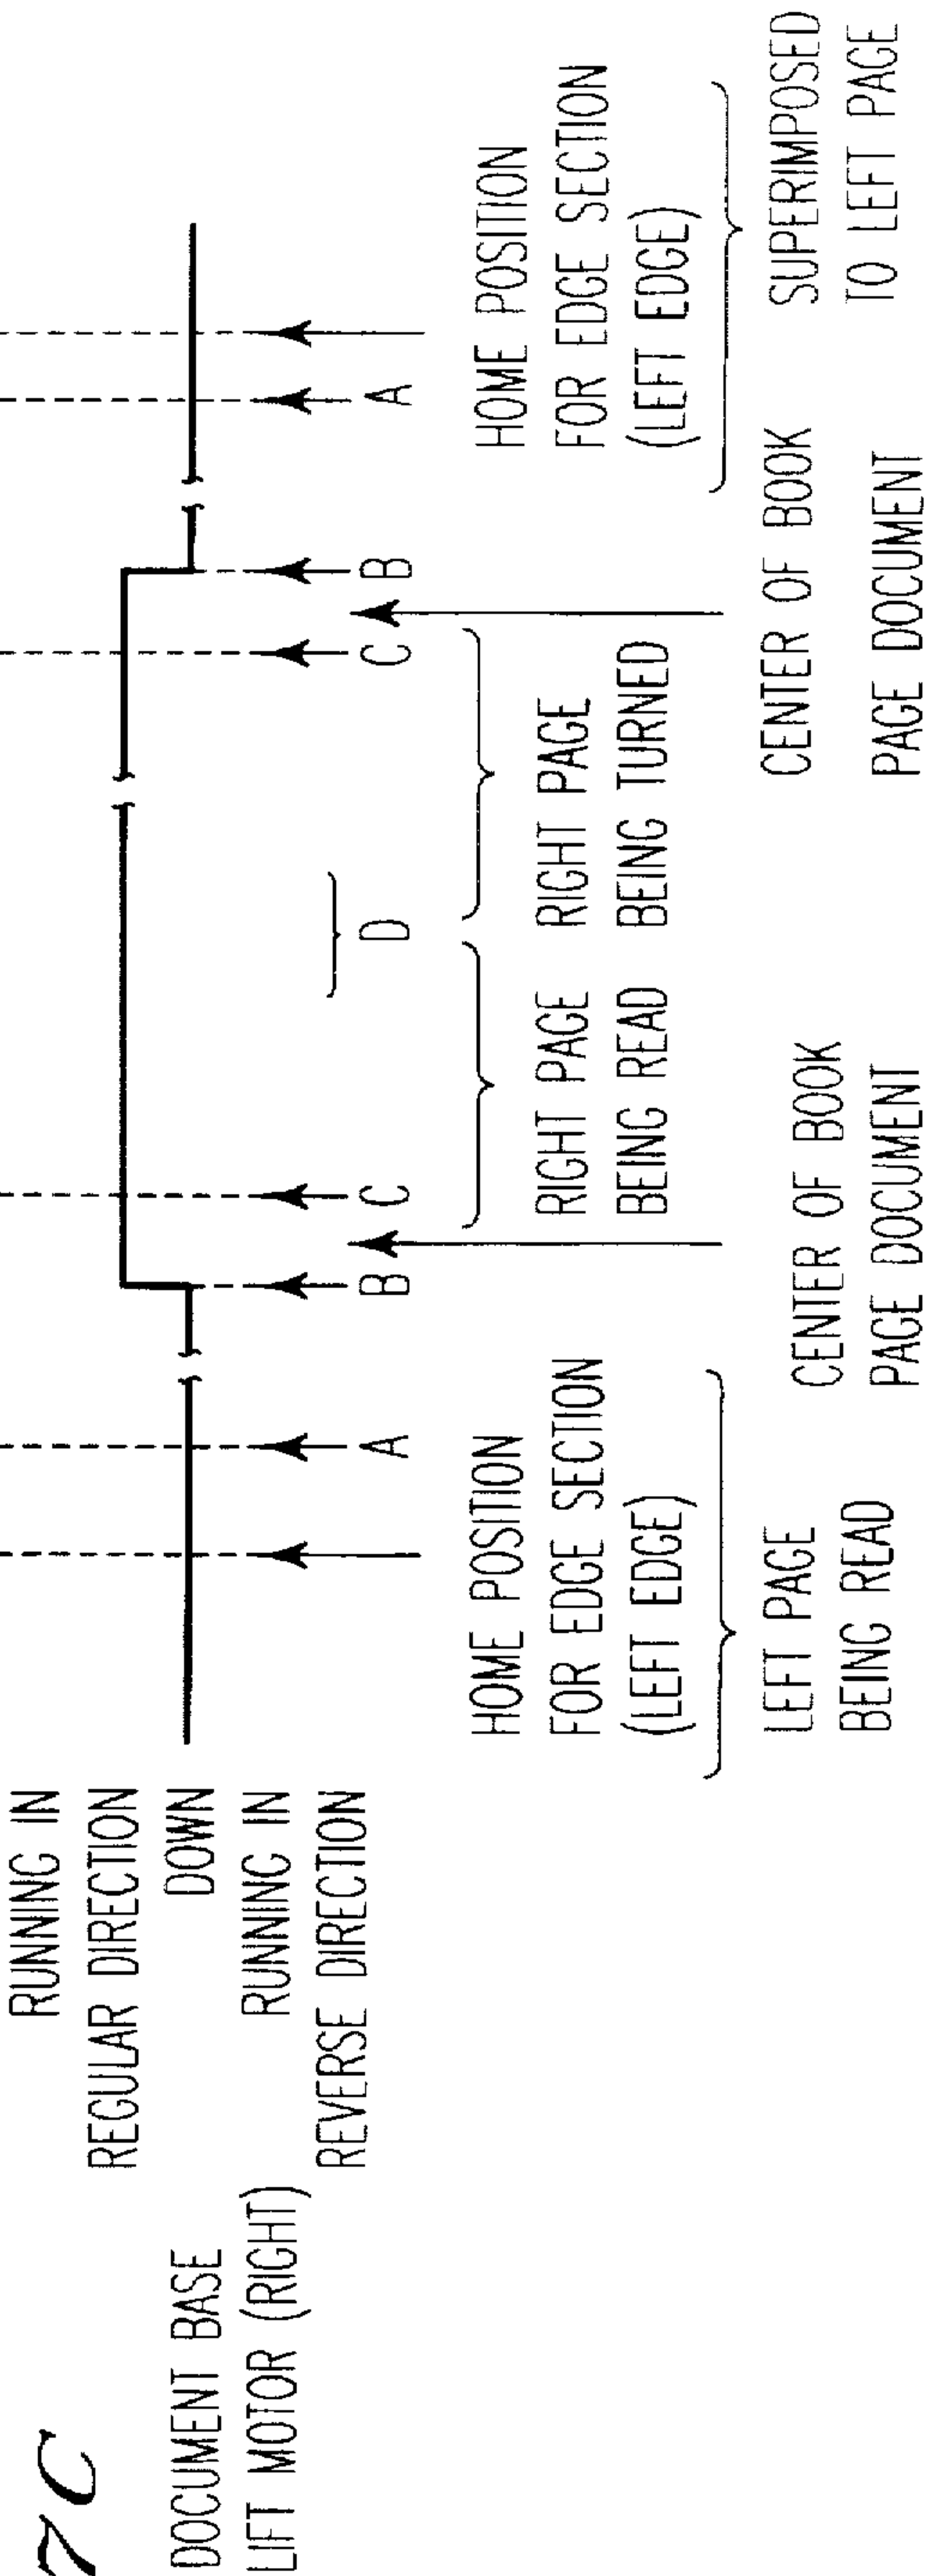 7C
RUNNING IN
REGULAR DIRECTION
DOCUMENT BASE
LIFT MOTOR (RIGHT)
DOWN
RUNNING IN
REVERSE DIRECTION
A
B
C
D
C
B
A
HOME POSITION
FOR EDGE SECTION
(LEFT EDGE)
RIGHT PAGE
BEING READ
RIGHT PAGE
BEING TURNED
HOME POSITION
FOR EDGE SECTION
(LEFT EDGE)
LEFT PAGE
BEING READ
CENTER OF BOOK
PAGE DOCUMENT
CENTER OF BOOK
PAGE DOCUMENT
SUPERIMPOSED
TO LEFT PAGE